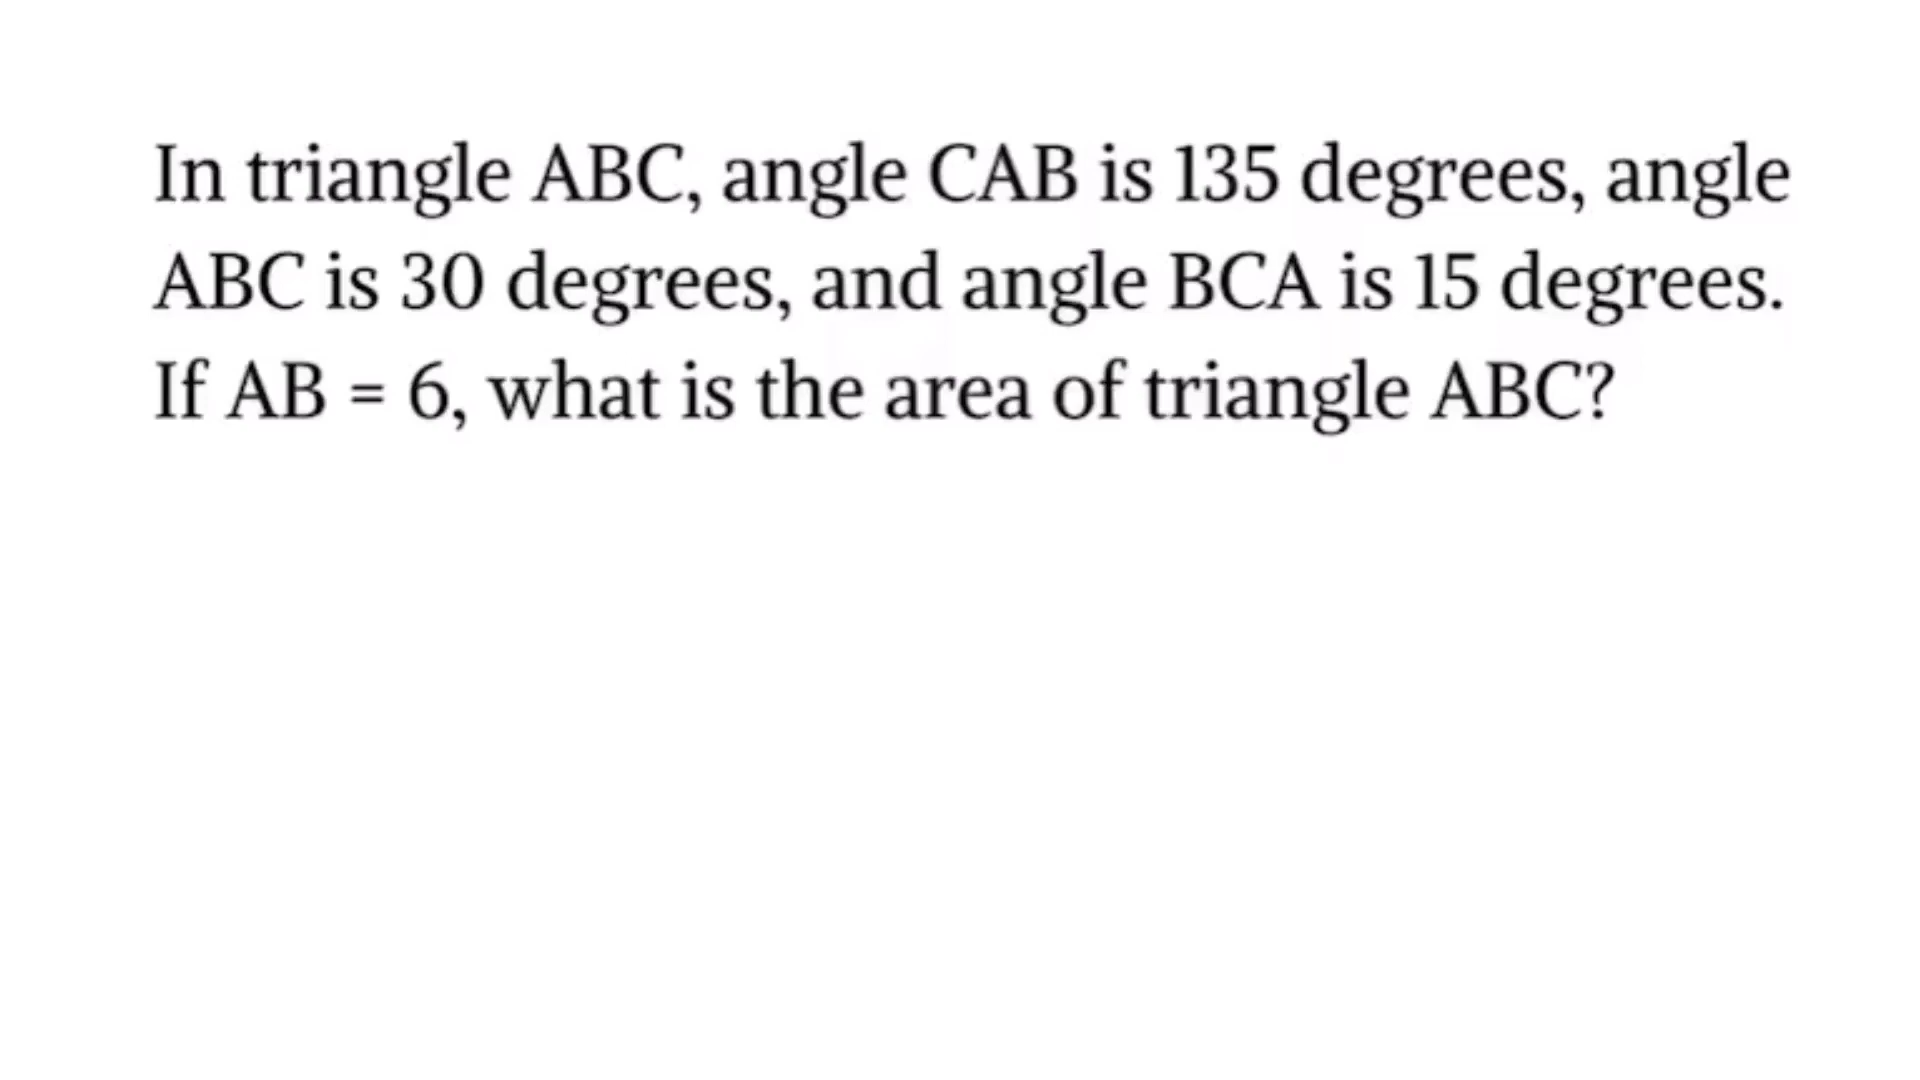 In triangle ABC, angle CAB is 135 degrees, angle
ABC is 30 degrees, and angle BCA is 15 degrees.
If AB = 6, what is the area of triangle ABC?